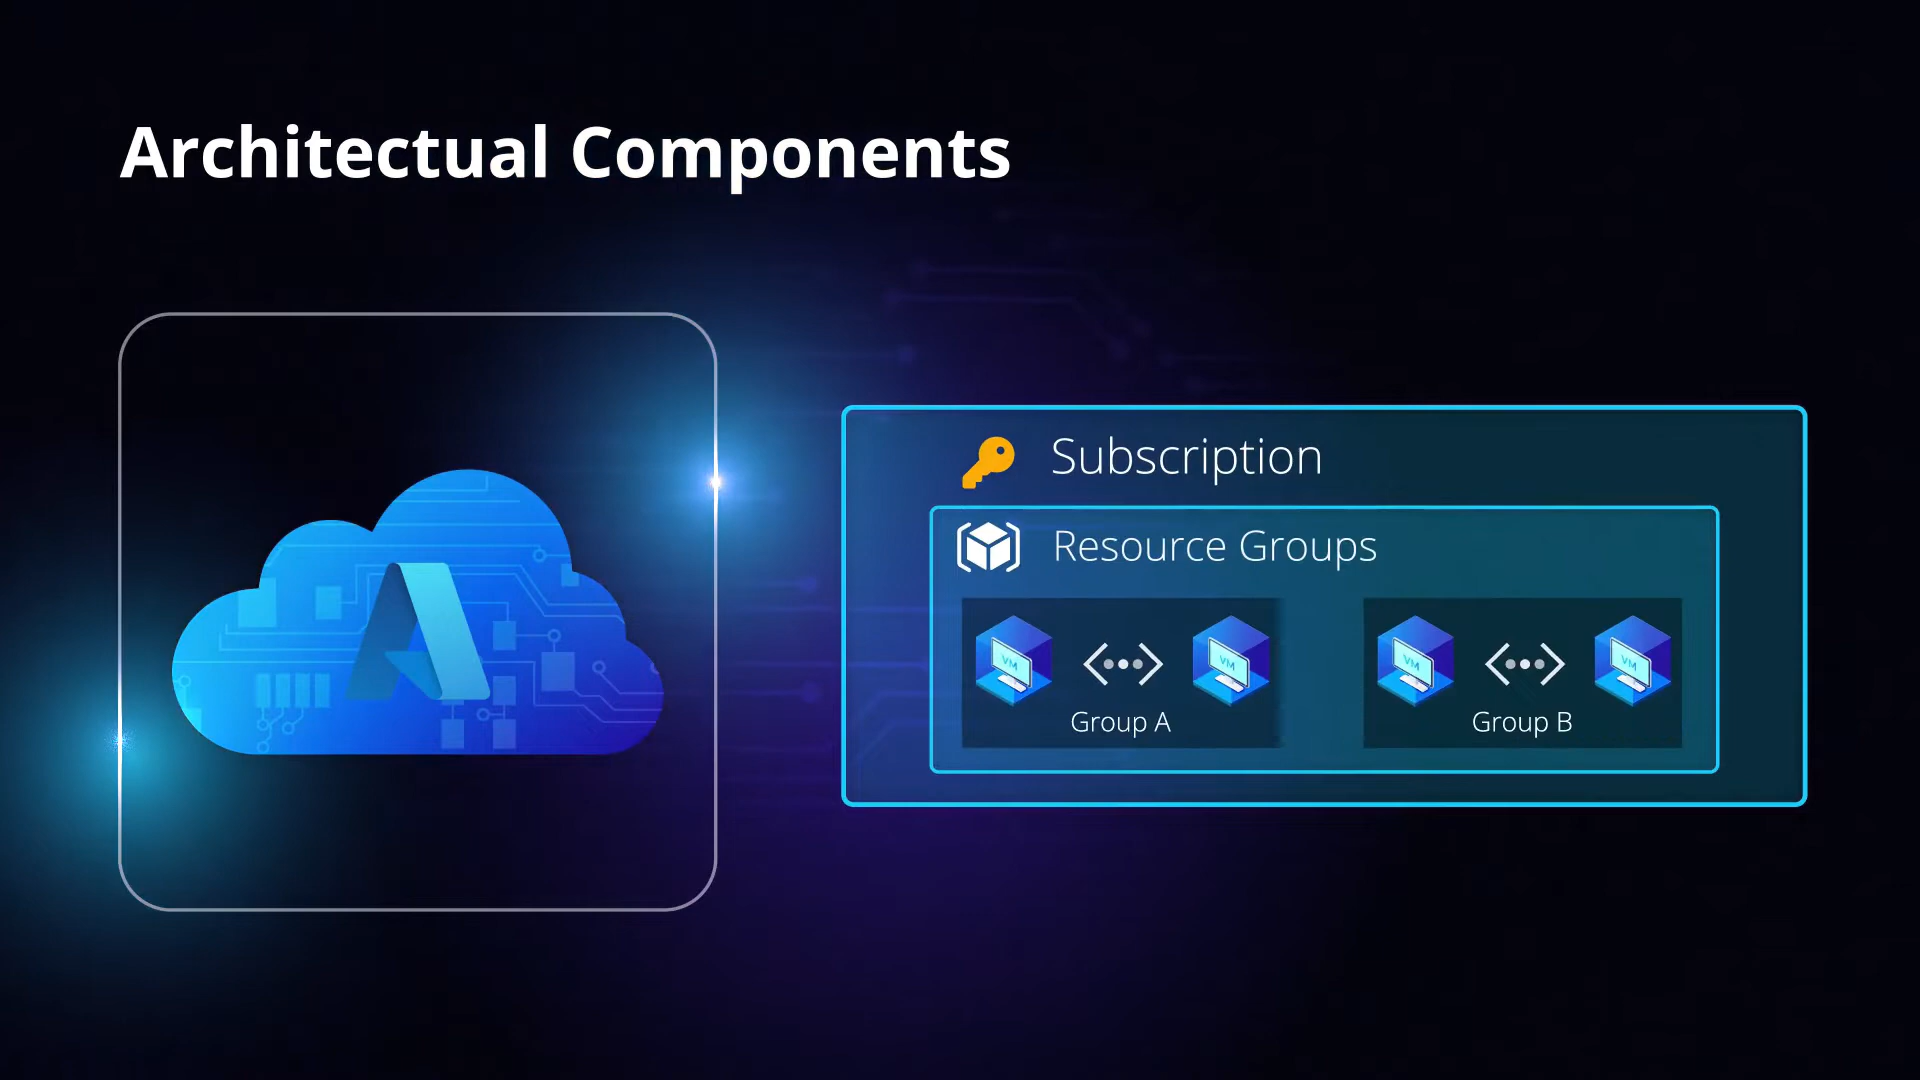 Architectual Components
Subscription
Resource Groups
VM
VM
VM
VM
Group A
Group B